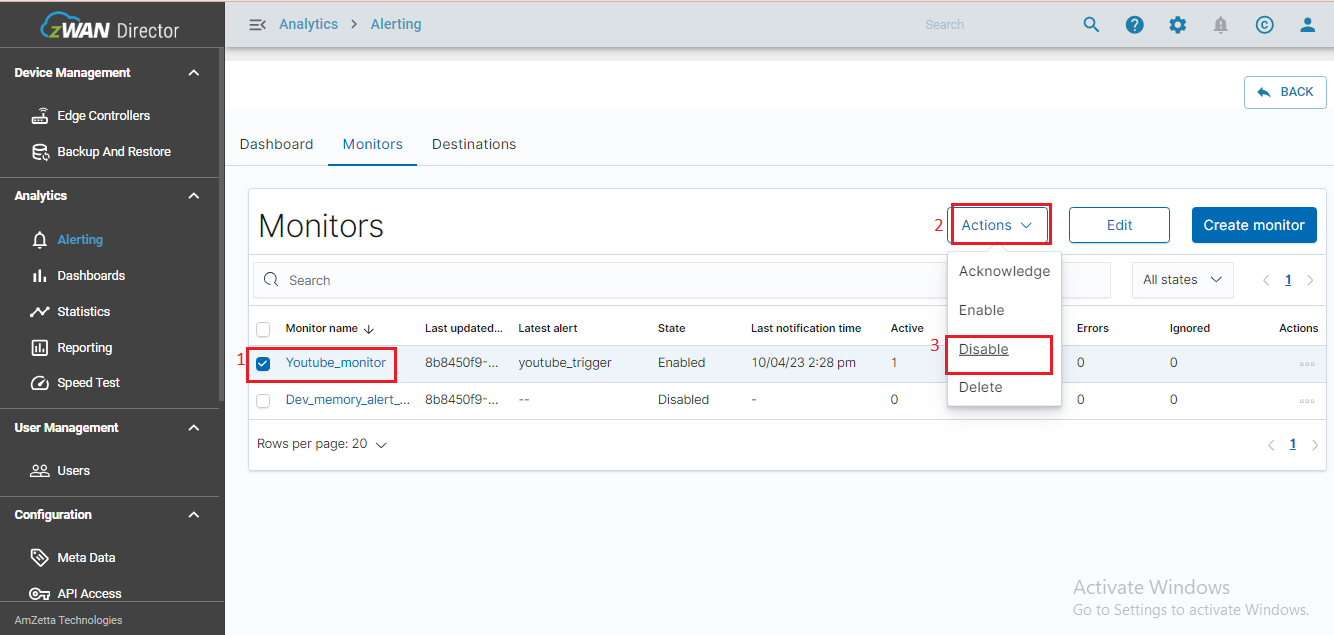 zWAN Director
Analytics > Alerting
Search
BACK
Device Management
Edge Controllers
Backup And Restore
Analytics
Alerting
Dashboards
Statistics
Reporting
Speed Test
User Management
Users
Configuration
Meta Data
API Access
AmZetta Technologies
Dashboard Monitors Destinations
Monitors
2 Actions Edit Create monitor
Search All states 1
Acknowledge
Enable
3 Disable
Delete
Monitor name Last updated... Latest alert State Last notification time Active Errors Ignored Actions
1 Youtube_monitor 8b8450f9-... youtube_trigger Enabled 10/04/23 2:28 pm 1 0 0
Dev_memory_alert_... 8b8450f9-... -- Disabled - 0 0 0
Rows per page: 20 1
Activate Windows
Go to Settings to activate Windows.